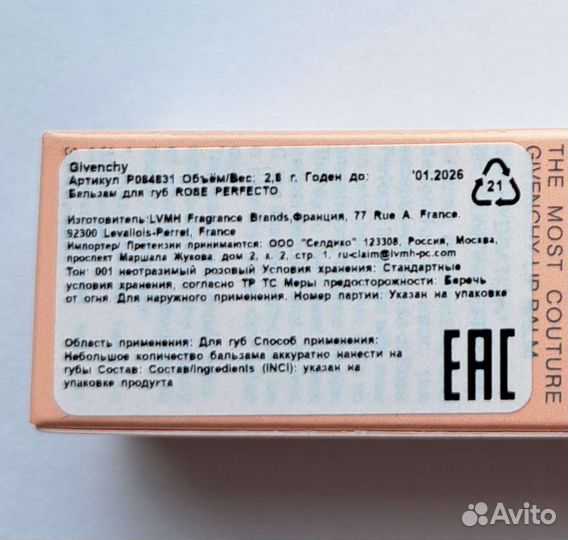 Givenchy
Артикул P084831 Объём/Вес: 2,8 г. Годен до: '01.2026
Бальзам для губ ROSE PERFECTO
Изготовитель:LVMH Fragrance Brands,Франция, 77 Rue A. France,
92300 Levallois-Perret, France
Импортер/ Претензии принимаются: ООО "Селдико" 123308, Россия, Москва,
проспект Маршала Жукова, дом 2, к. 2, стр. 1. ru-claim@lvmh-pc.com
Тон: 001 неотразимый розовый Условия хранения: Стандартные
условия хранения, согласно ТР ТС Меры предосторожности: Беречь
от огня. Для наружного применения. Номер партии: Указан на упаковке
Область применения: Для губ Способ применения:
Небольшое количество бальзама аккуратно нанести на
губы Состав: Состав/Ingredients (INCI): указан на
упаковке продукта
21
EAC
THE MOST COUTURE
GIVENCHY LIP BALM
Avito